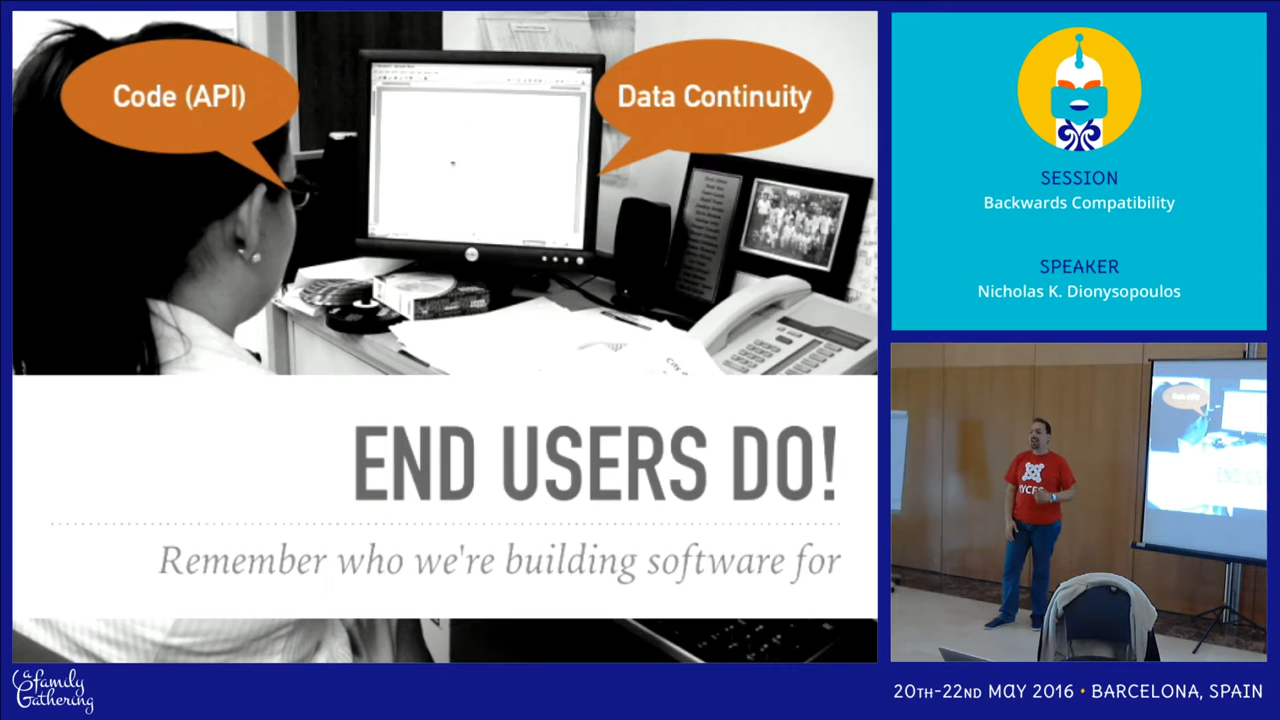 Code (API)
Data Continuity
END USERS DO!
Remember who we're building software for
SESSION
Backwards Compatibility
SPEAKER
Nicholas K. Dionysopoulos
a family
Gathering
20TH-22ND MAY 2016 • BARCELONA, SPAIN